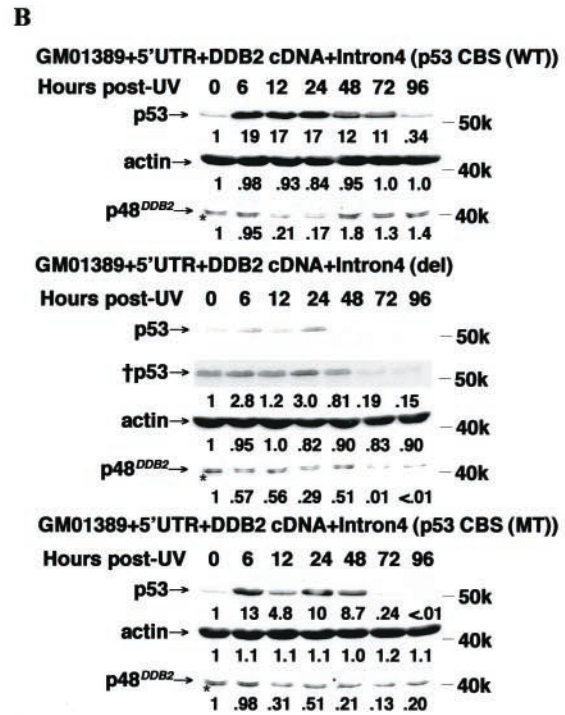 B
GM01389+5'UTR+DDB2 cDNA+Intron4 (p53 CBS (WT))
Hours post-UV 0 6 12 24 48 72 96
p53→ –50k
1 19 17 17 12 11 .34
actin→ –40k
1 .98 .93 .84 .95 1.0 1.0
p48DDB2→ –40k
*
1 .95 .21 .17 1.8 1.3 1.4
GM01389+5'UTR+DDB2 cDNA+Intron4 (del)
Hours post-UV 0 6 12 24 48 72 96
p53→ –50k
†p53→ –50k
1 2.8 1.2 3.0 .81 .19 .15
actin→ –40k
1 .95 1.0 .82 .90 .83 .90
p48DDB2→ –40k
*
1 .57 .56 .29 .51 .01 <.01
GM01389+5'UTR+DDB2 cDNA+Intron4 (p53 CBS (MT))
Hours post-UV 0 6 12 24 48 72 96
p53→ –50k
1 13 4.8 10 8.7 .24 <.01
actin→ –40k
1 1.1 1.1 1.1 1.0 1.2 1.1
p48DDB2→ –40k
*
1 .98 .31 .51 .21 .13 .20